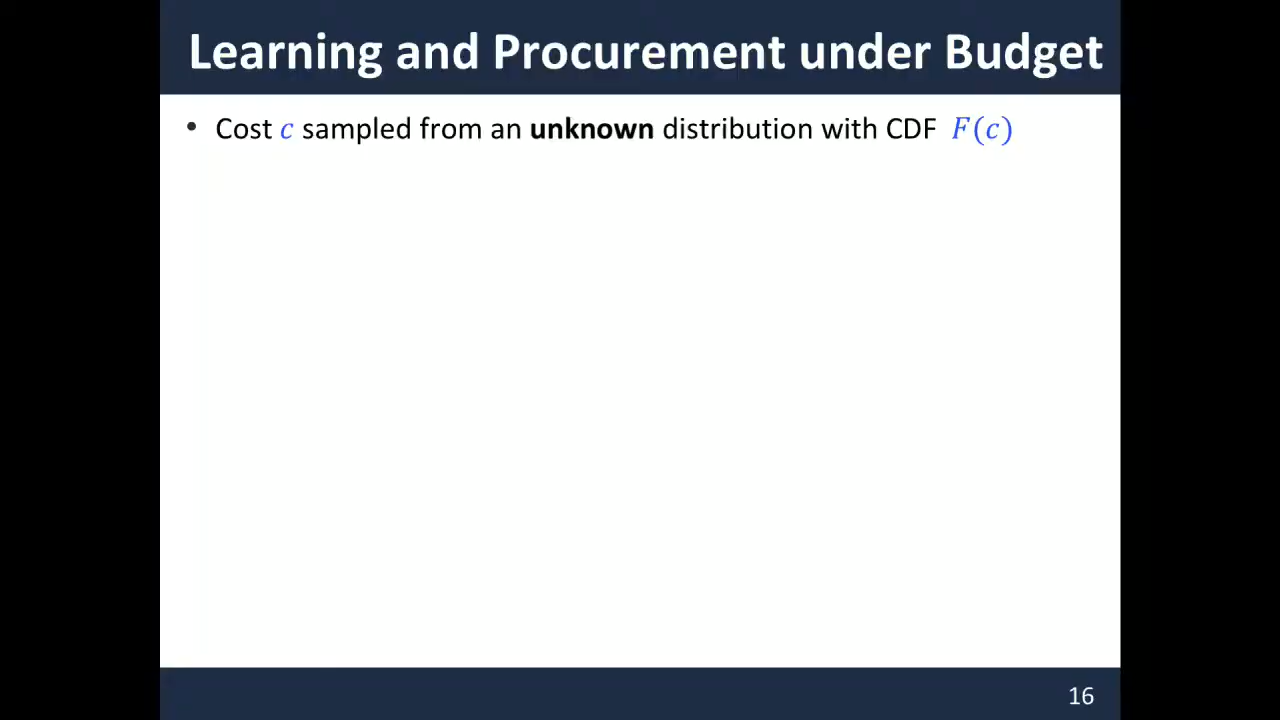 Learning and Procurement under Budget
• Cost c sampled from an unknown distribution with CDF F(c)
16